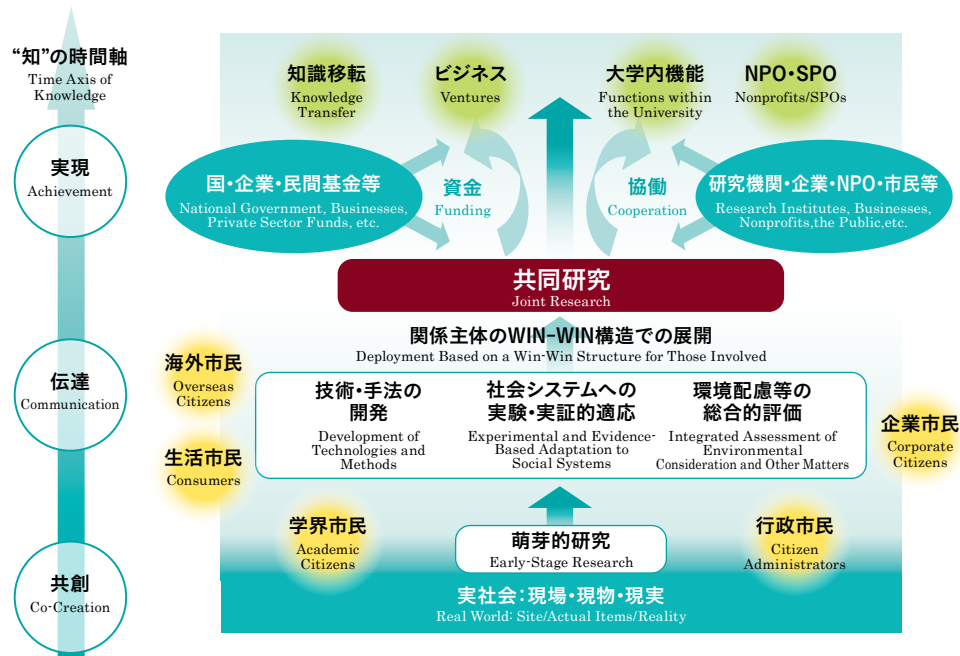 “知”の時間軸
Time Axis of
Knowledge
実現
Achievement
伝達
Communication
共創
Co-Creation
知識移転
Knowledge
Transfer
ビジネス
Ventures
大学内機能
Functions within
the University
NPO・SPO
Nonprofits/SPOs
国・企業・民間基金等
National Government, Businesses,
Private Sector Funds, etc.
資金
Funding
協働
Cooperation
研究機関・企業・NPO・市民等
Research Institutes, Businesses,
Nonprofits,the Public,etc.
共同研究
Joint Research
関係主体のWIN-WIN構造での展開
Deployment Based on a Win-Win Structure for Those Involved
海外市民
Overseas
Citizens
生活市民
Consumers
技術・手法の
開発
Development of
Technologies and
Methods
社会システムへの
実験・実証的適応
Experimental and Evidence-
Based Adaptation to
Social Systems
環境配慮等の
総合的評価
Integrated Assessment of
Environmental
Consideration and Other Matters
企業市民
Corporate
Citizens
学界市民
Academic
Citizens
萌芽的研究
Early-Stage Research
行政市民
Citizen
Administrators
実社会:現場・現物・現実
Real World: Site/Actual Items/Reality